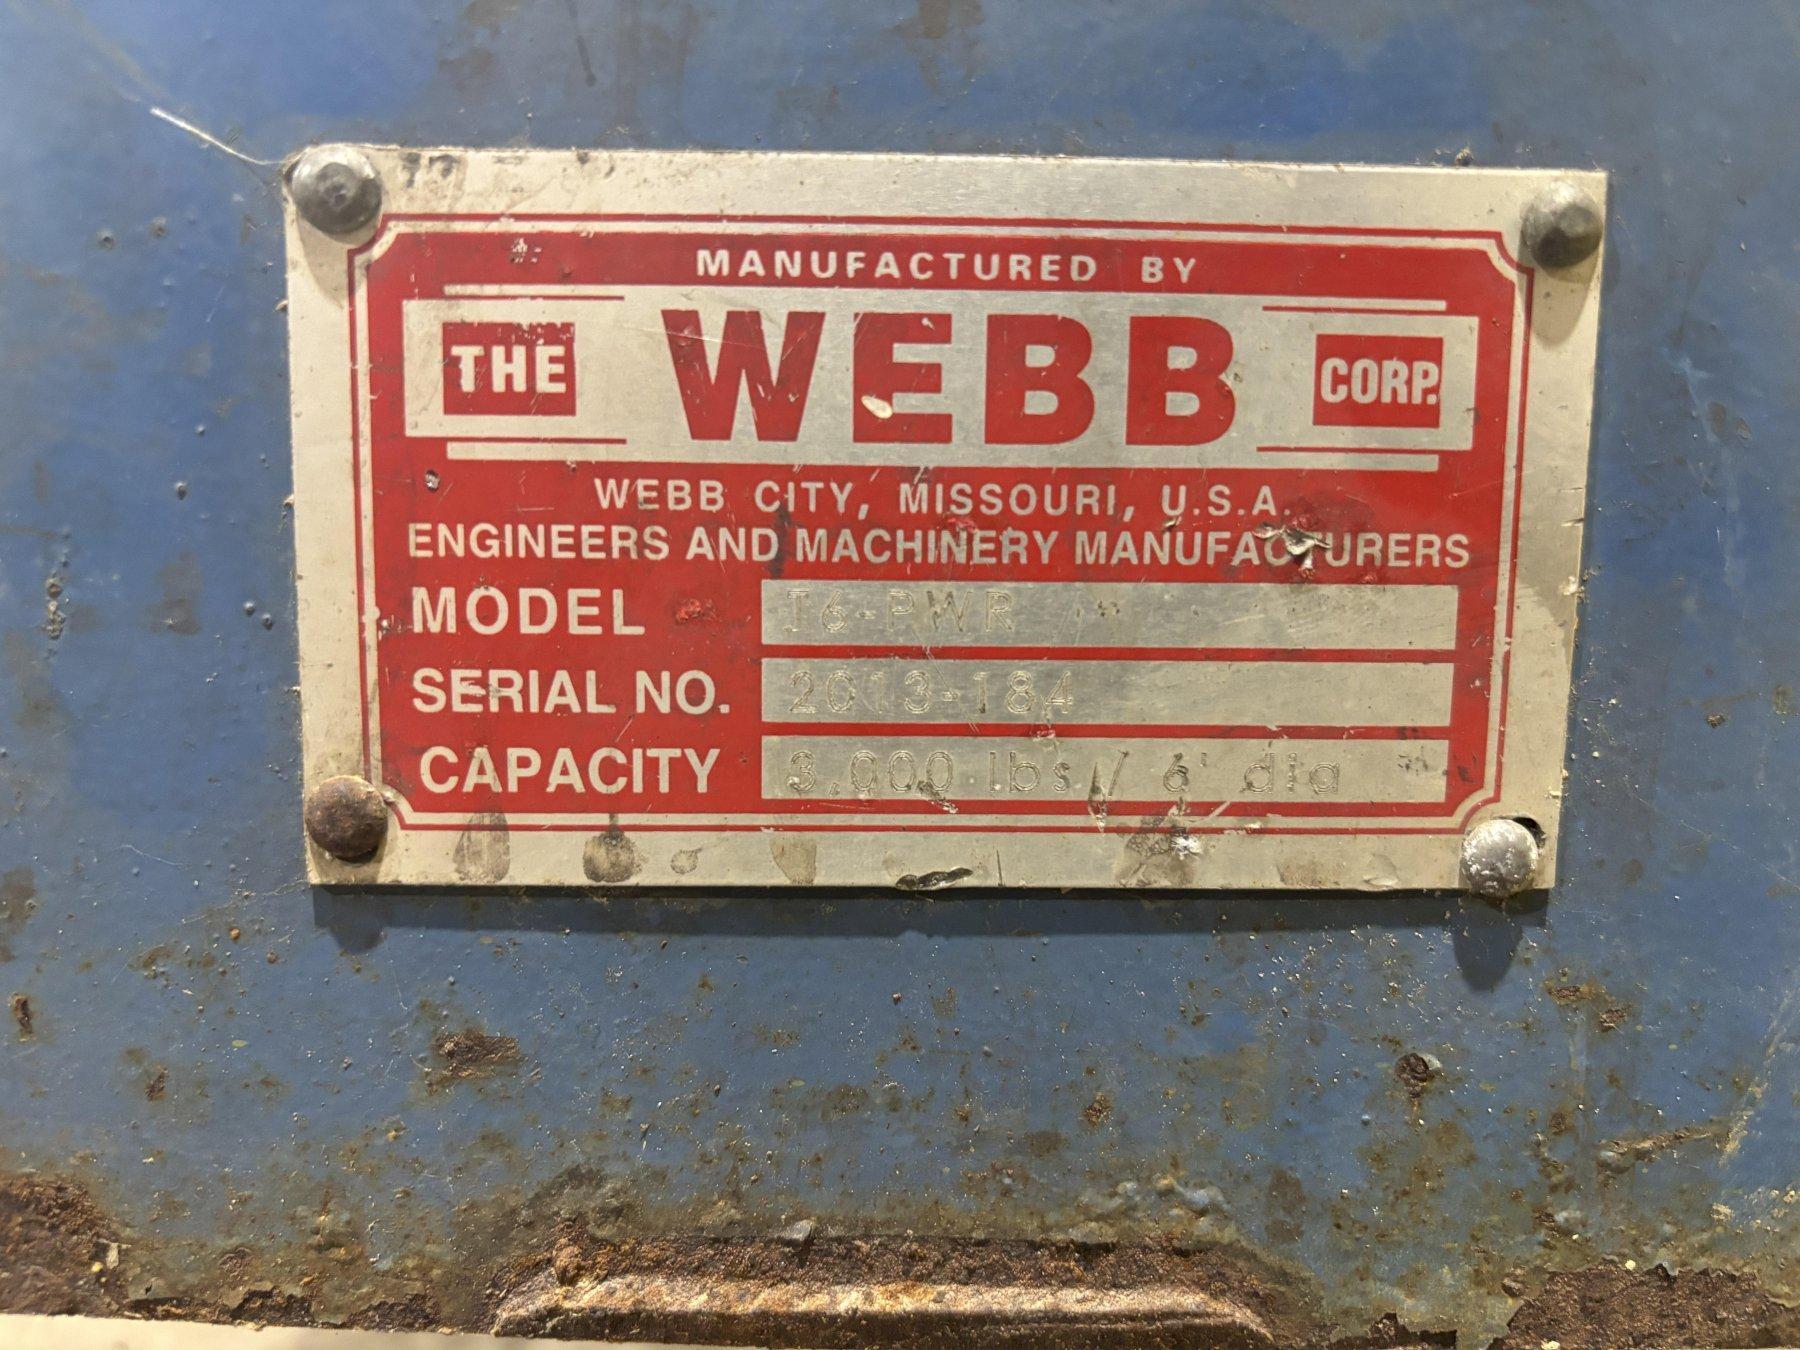 MANUFACTURED BY
THE WEBB CORP.
WEBB CITY, MISSOURI, U.S.A.
ENGINEERS AND MACHINERY MANUFACTURERS
MODEL T6-PWR
SERIAL NO. 2013-184
CAPACITY 3,000 lbs / 6' dia